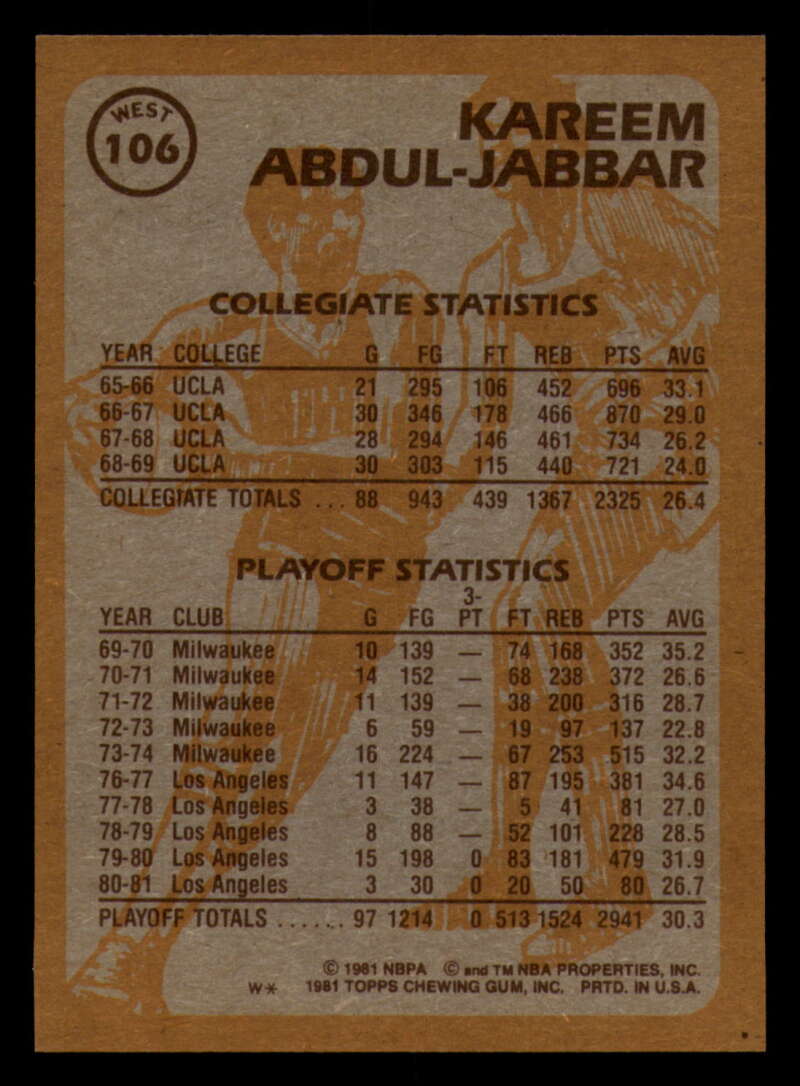 WEST
106
KAREEM
ABDUL-JABBAR
COLLEGIATE STATISTICS
YEAR COLLEGE G FG FT REB PTS AVG
65-66 UCLA 21 295 106 452 696 33.1
66-67 UCLA 30 346 178 466 870 29.0
67-68 UCLA 28 294 146 461 734 26.2
68-69 UCLA 30 303 115 440 721 24.0
COLLEGIATE TOTALS ... 88 943 439 1367 2325 26.4
PLAYOFF STATISTICS
YEAR CLUB G FG 3-PT FT REB PTS AVG
69-70 Milwaukee 10 139 — 74 168 352 35.2
70-71 Milwaukee 14 152 — 68 238 372 26.6
71-72 Milwaukee 11 139 — 38 200 316 28.7
72-73 Milwaukee 6 59 — 19 97 137 22.8
73-74 Milwaukee 16 224 — 67 253 515 32.2
76-77 Los Angeles 11 147 — 87 195 381 34.6
77-78 Los Angeles 3 38 — 5 41 81 27.0
78-79 Los Angeles 8 88 — 52 101 228 28.5
79-80 Los Angeles 15 198 0 83 181 479 31.9
80-81 Los Angeles 3 30 0 20 50 80 26.7
PLAYOFF TOTALS ...... 97 1214 0 513 1524 2941 30.3
© 1981 NBPA © and TM NBA PROPERTIES, INC.
W* 1981 TOPPS CHEWING GUM, INC. PRTD. IN U.S.A.